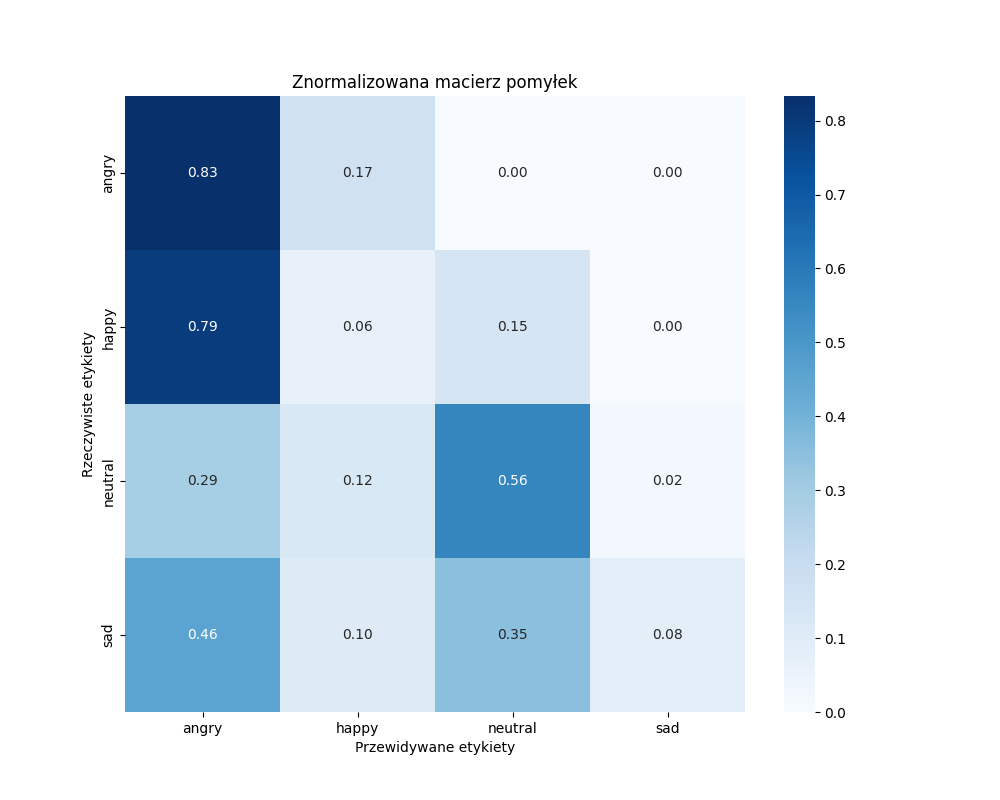 Znormalizowana macierz pomyłek
Rzeczywiste etykiety
angry
0.83 0.17 0.00 0.00
happy
0.79 0.06 0.15 0.00
neutral
0.29 0.12 0.56 0.02
sad
0.46 0.10 0.35 0.08
angry happy neutral sad
Przewidywane etykiety
0.8
0.7
0.6
0.5
0.4
0.3
0.2
0.1
0.0